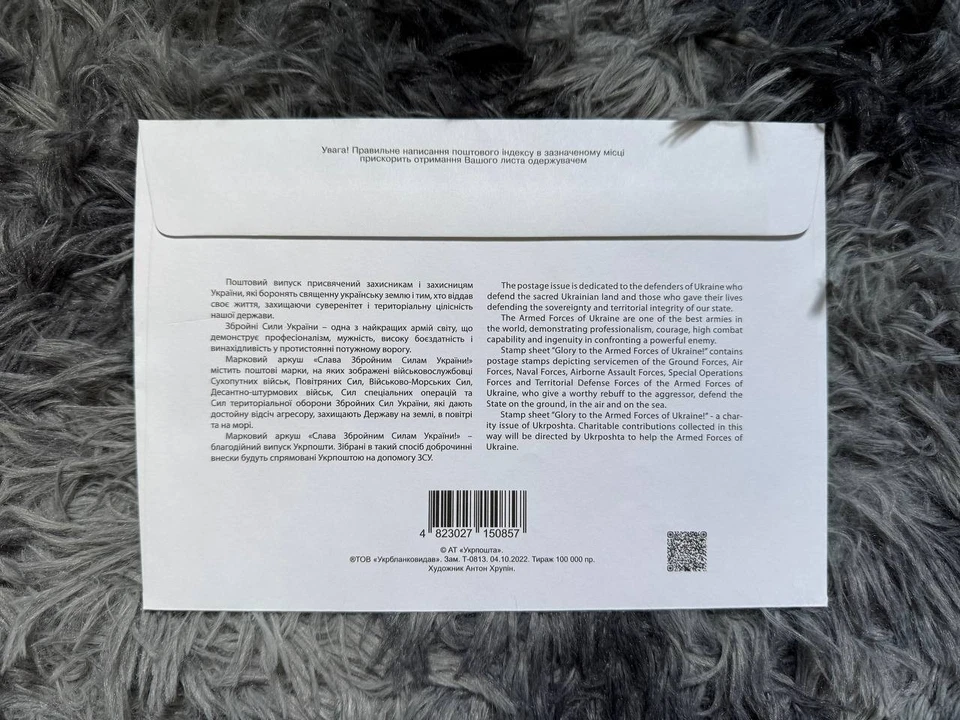 Увага! Правильне написання поштового індексу в зазначеному місці
прискорить отримання Вашого листа одержувачем
Поштовий випуск присвячений захисникам і захисницям
України, які боронять священну українську землю і тим, хто віддав
своє життя, захищаючи суверенітет і територіальну цілісність
нашої держави.
Збройні Сили України – одна з найкращих армій світу, що
демонструє професіоналізм, мужність, високу боєздатність і
винахідливість у протистоянні потужному ворогу.
Марковий аркуш «Слава Збройним Силам України!»
містить поштові марки, на яких зображені військовослужбовці
Сухопутних військ, Повітряних Сил, Військово-Морських Сил,
Десантно-штурмових військ, Сил спеціальних операцій та
Сил територіальної оборони Збройних Сил України, які дають
достойну відсіч агресору, захищають Державу на землі, в повітрі
та на морі.
Марковий аркуш «Слава Збройним Силам України!» –
благодійний випуск Укрпошти. Зібрані в такий спосіб доброчинні
внески будуть спрямовані Укрпоштою на допомогу ЗСУ.
The postage issue is dedicated to the defenders of Ukraine who
defend the sacred Ukrainian land and those who gave their lives
defending the sovereignty and territorial integrity of our state.
The Armed Forces of Ukraine are one of the best armies in
the world, demonstrating professionalism, courage, high combat
capability and ingenuity in confronting a powerful enemy.
Stamp sheet “Glory to the Armed Forces of Ukraine!” contains
postage stamps depicting servicemen of the Ground Forces, Air
Forces, Naval Forces, Airborne Assault Forces, Special Operations
Forces and Territorial Defense Forces of the Armed Forces of
Ukraine, who give a worthy rebuff to the aggressor, defend the
State on the ground, in the air and on the sea.
Stamp sheet “Glory to the Armed Forces of Ukraine!” - a char-
ity issue of Ukrposhta. Charitable contributions collected in this
way will be directed by Ukrposhta to help the Armed Forces of
Ukraine.
4 823027 150857
© АТ «Укрпошта».
®ТОВ «Укрбланковидав». Зам. Т-0813. 04.10.2022. Тираж 100 000 пр.
Художник Антон Хрупін.